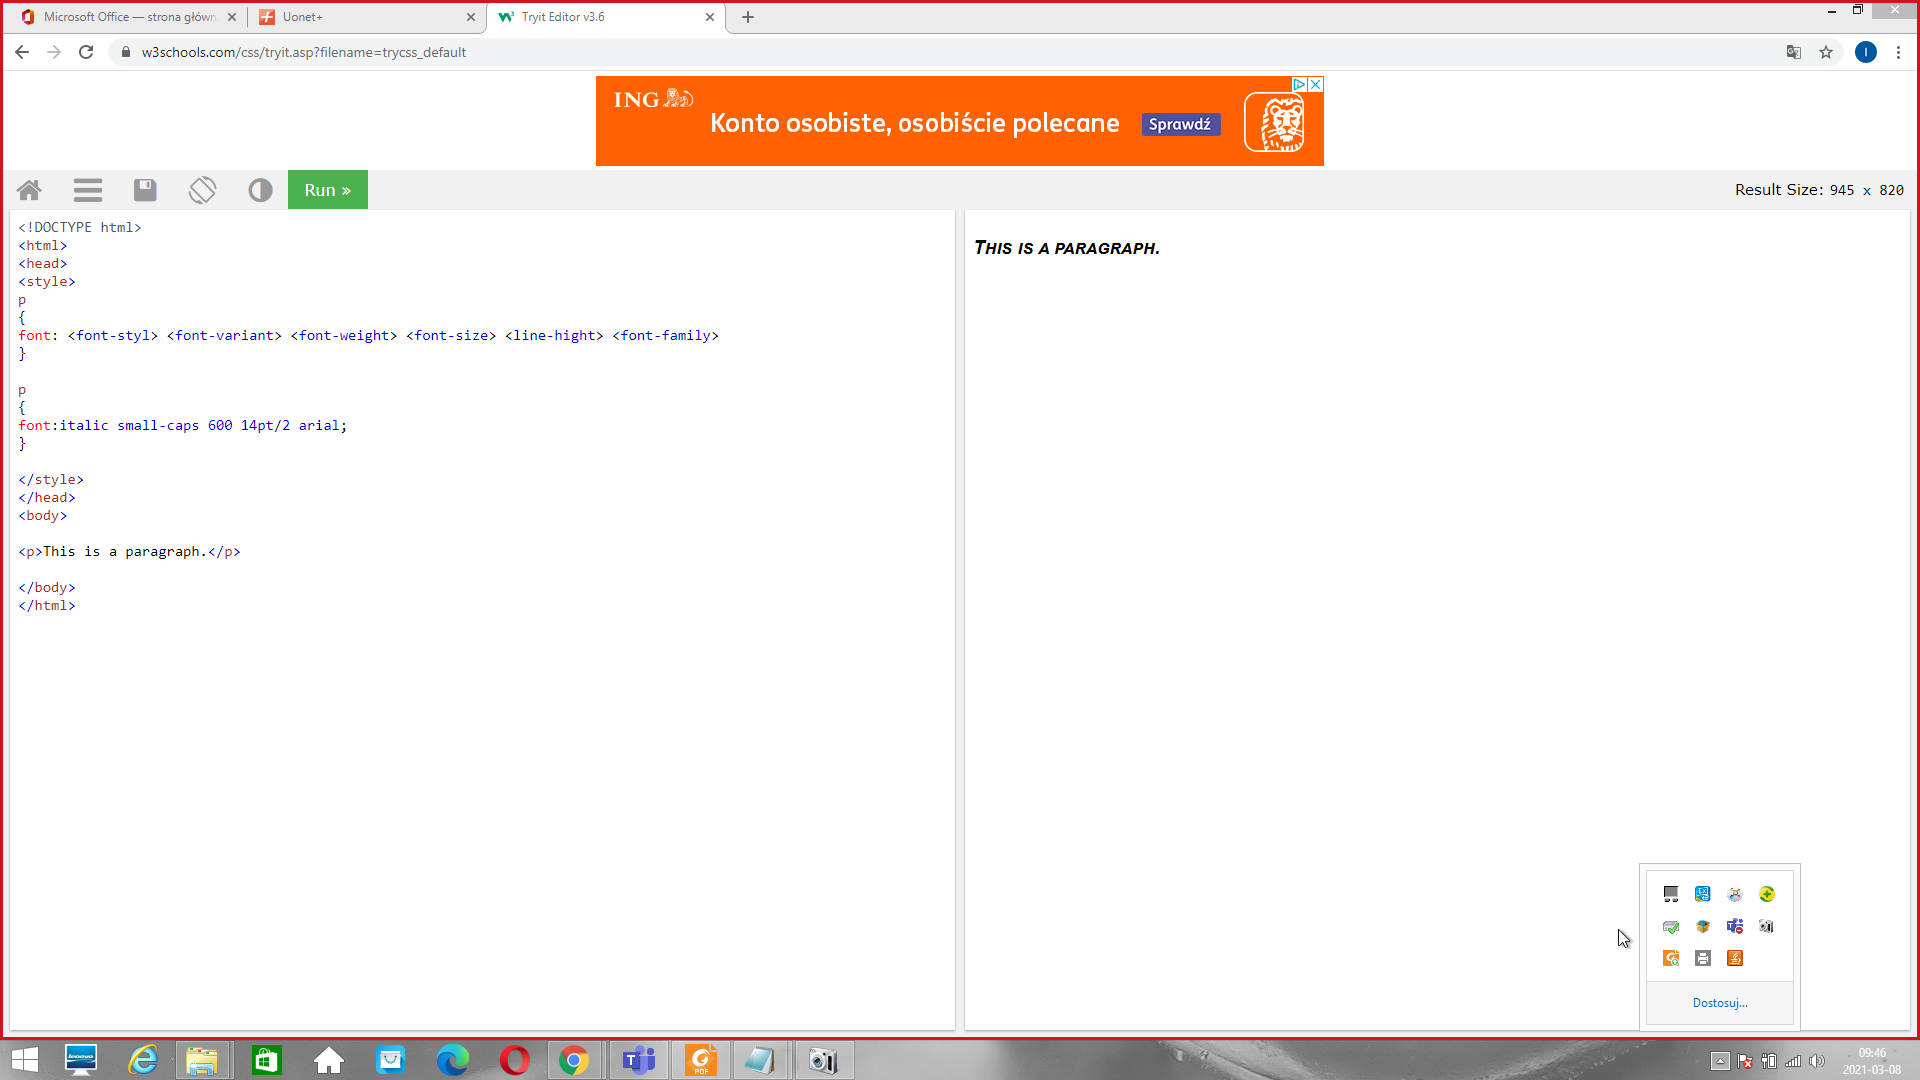 Microsoft Office — strona główn
Uonet+
Tryit Editor v3.6
w3schools.com/css/tryit.asp?filename=trycss_default
I
ING
Konto osobiste, osobiście polecane
Sprawdź
Run »
Result Size: 945 x 820
<!DOCTYPE html>
<html>
<head>
<style>
p
{
font: <font-styl> <font-variant> <font-weight> <font-size> <line-hight> <font-family>
}
p
{
font:italic small-caps 600 14pt/2 arial;
}
</style>
</head>
<body>
<p>This is a paragraph.</p>
</body>
</html>
THIS IS A PARAGRAPH.
Dostosuj...
lenovo
PDF
09:46
2021-03-08